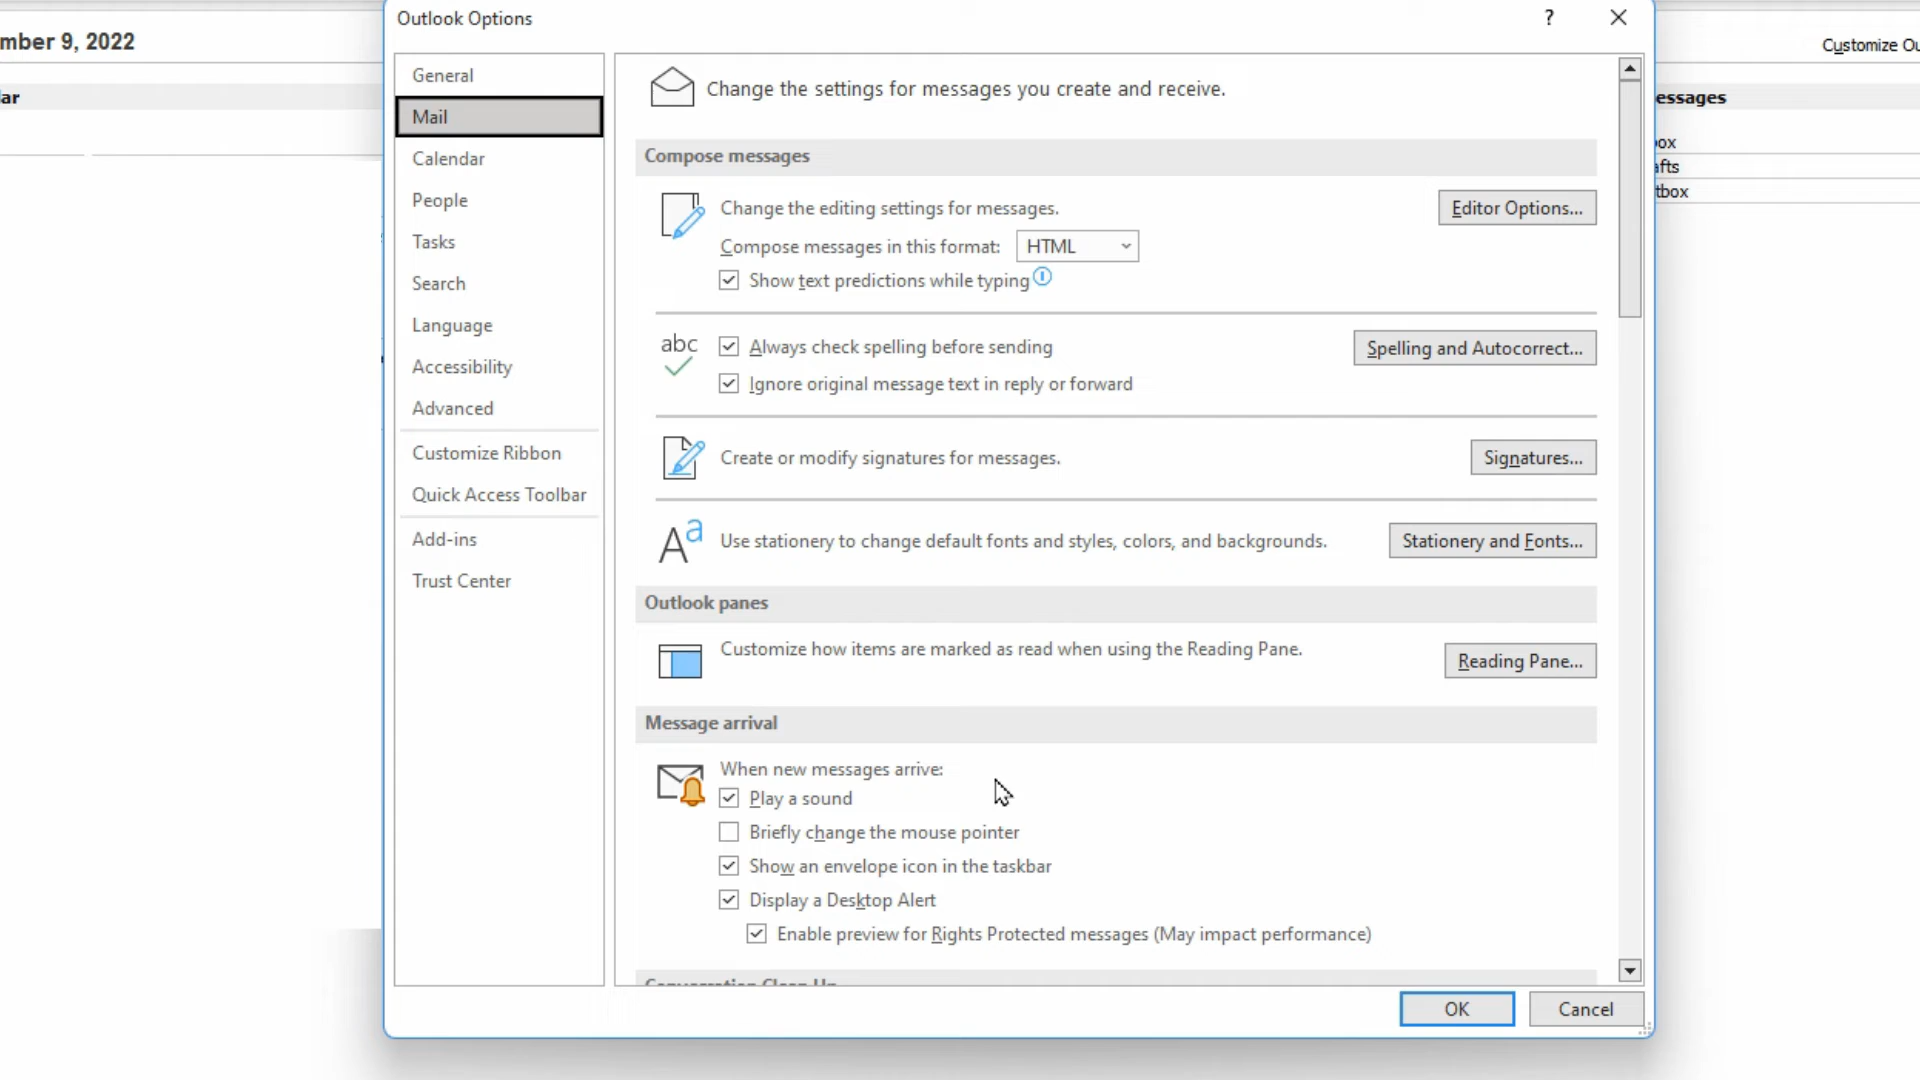 Outlook Options
?
mber 9, 2022
Customize Ou
ar
essages
box
afts
tbox
General
Mail
Calendar
People
Tasks
Search
Language
Accessibility
Advanced
Customize Ribbon
Quick Access Toolbar
Add-ins
Trust Center
Change the settings for messages you create and receive.
Compose messages
Change the editing settings for messages.
Editor Options...
Compose messages in this format: HTML
Show text predictions while typing
abc
Always check spelling before sending
Spelling and Autocorrect...
Ignore original message text in reply or forward
Create or modify signatures for messages.
Signatures...
Aa
Use stationery to change default fonts and styles, colors, and backgrounds.
Stationery and Fonts...
Outlook panes
Customize how items are marked as read when using the Reading Pane.
Reading Pane...
Message arrival
When new messages arrive:
Play a sound
Briefly change the mouse pointer
Show an envelope icon in the taskbar
Display a Desktop Alert
Enable preview for Rights Protected messages (May impact performance)
Conversation Clean Up
OK
Cancel